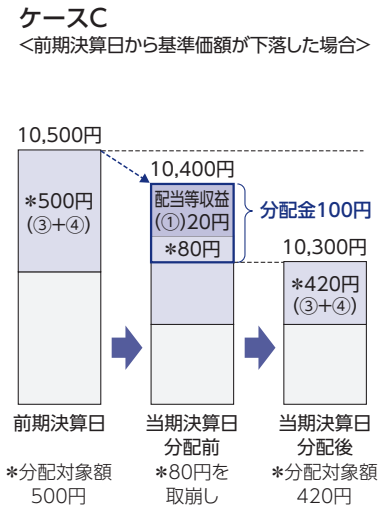 ケースC
<前期決算日から基準価額が下落した場合>
10,500円
10,400円
*500円
(③+④)
配当等収益
(①)20円
*80円
分配金100円
10,300円
*420円
(③+④)
前期決算日
当期決算日
分配前
当期決算日
分配後
*分配対象額
500円
*80円を
取崩し
*分配対象額
420円